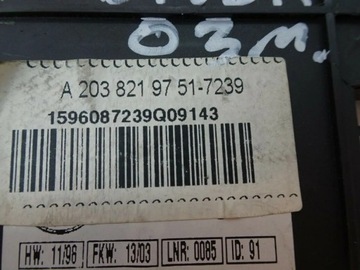 03м.
A 203 821 97 51-7239
1596087239Q09143
HW: 11/96 FKW: 13/03 LNR: 0085 ID: 91